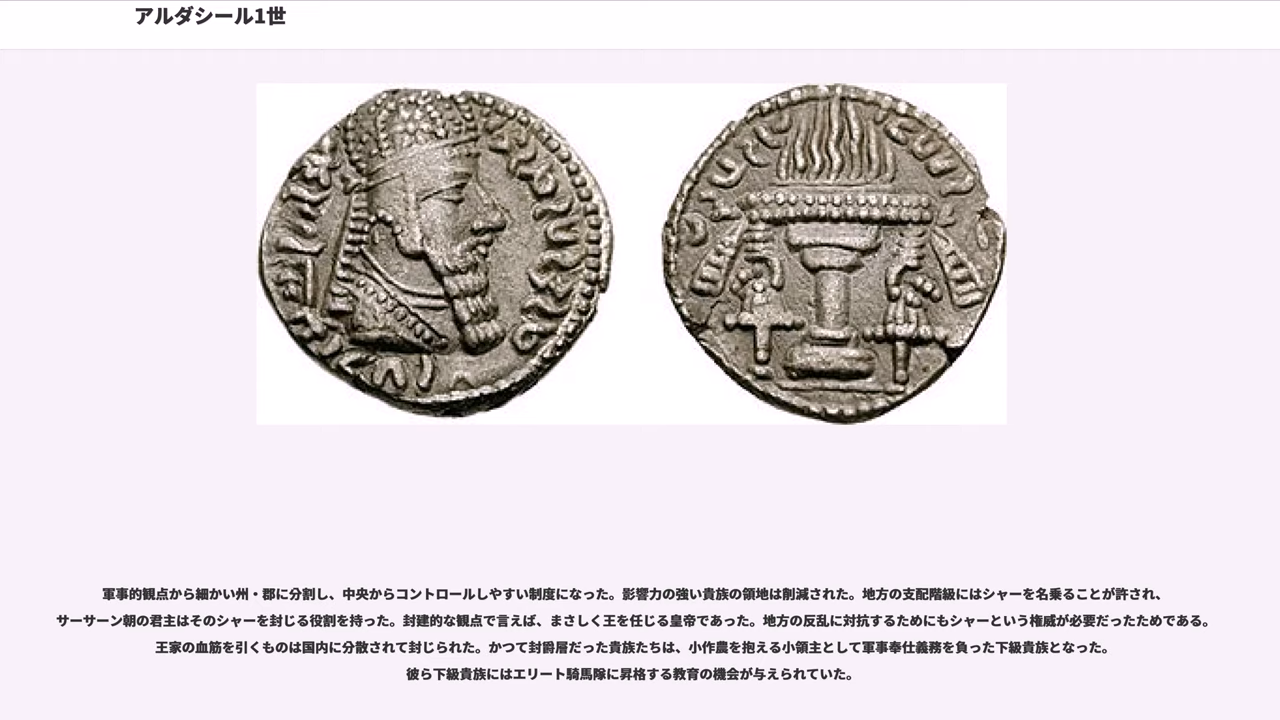 アルダシール1世
軍事的観点から細かい州・郡に分割し、中央からコントロールしやすい制度になった。影響力の強い貴族の領地は削減された。地方の支配階級にはシャーを名乗ることが許され、
サーサーン朝の君主はそのシャーを封じる役割を持った。封建的な観点で言えば、まさしく王を任じる皇帝であった。地方の反乱に対抗するためにもシャーという権威が必要だったためである。
王家の血筋を引くものは国内に分散されて封じられた。かつて封爵層だった貴族たちは、小作農を抱える小領主として軍事奉仕義務を負った下級貴族となった。
彼ら下級貴族にはエリート騎馬隊に昇格する教育の機会が与えられていた。